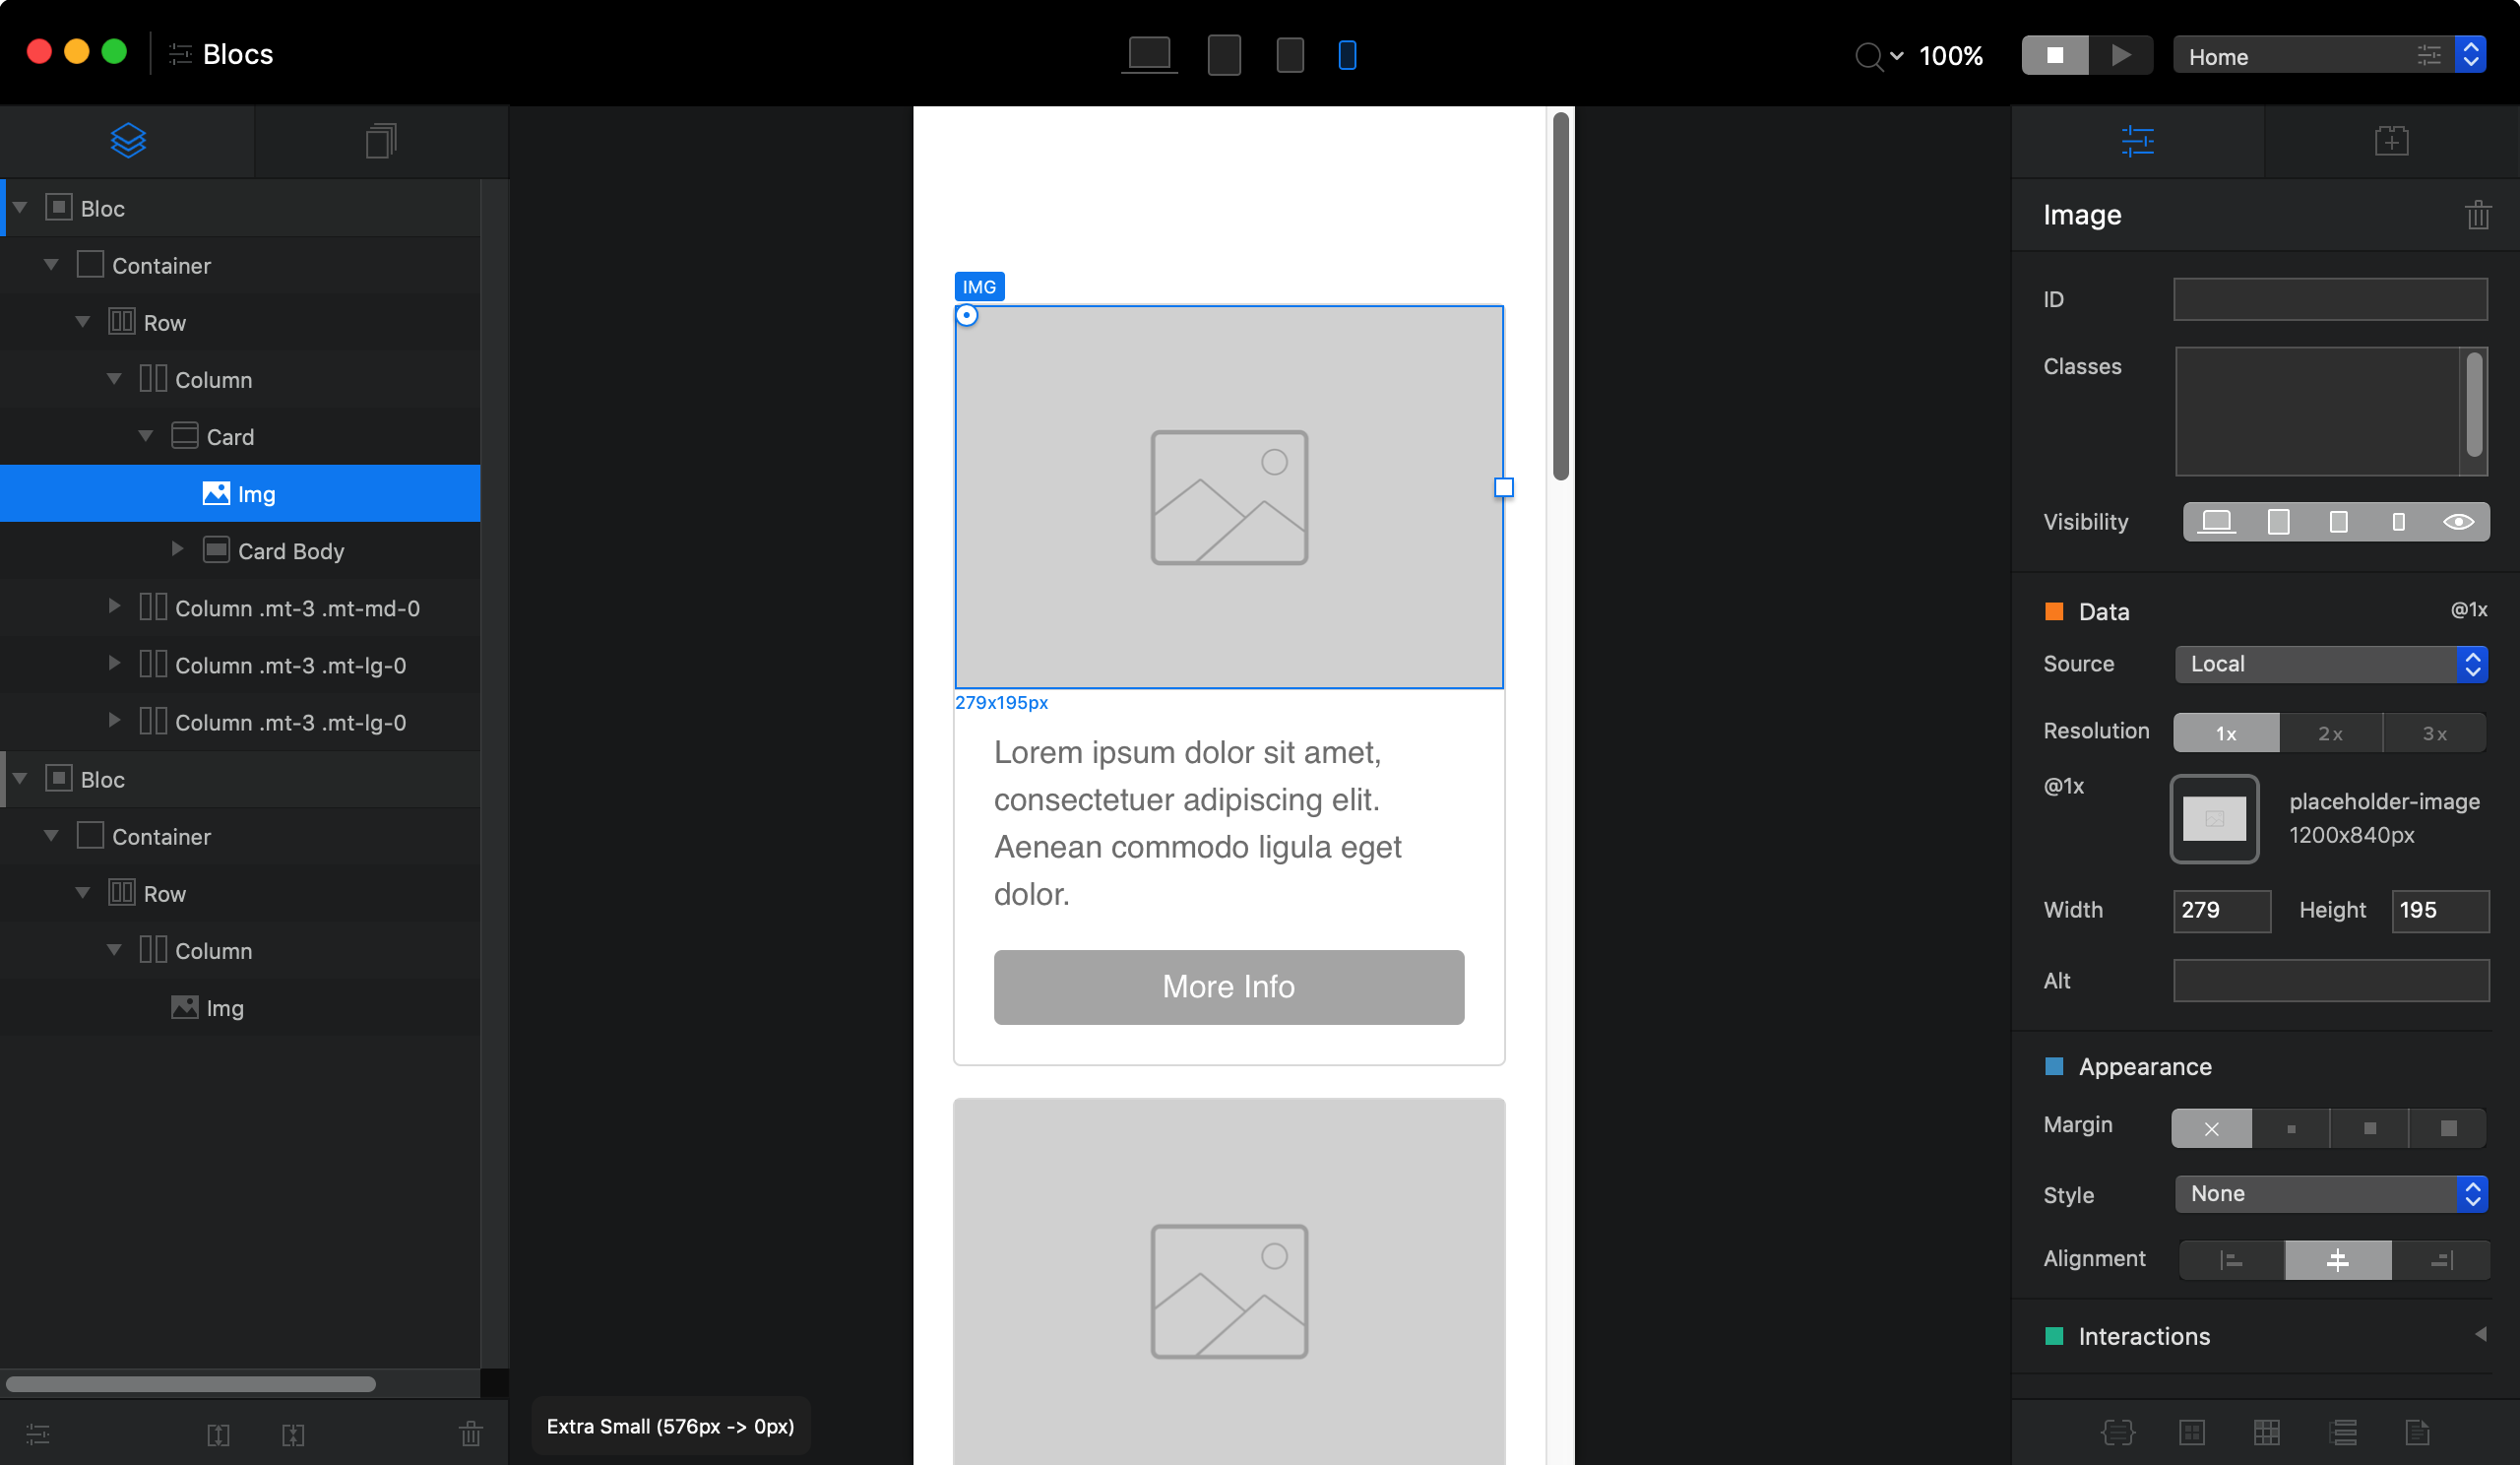 Blocs
100%
Home
Bloc
Container
Row
Column
Card
Img
Card Body
Column .mt-3 .mt-md-0
Column .mt-3 .mt-lg-0
Column .mt-3 .mt-lg-0
Bloc
Container
Row
Column
Img
IMG
279x195px
Lorem ipsum dolor sit amet,
consectetuer adipiscing elit.
Aenean commodo ligula eget
dolor.
More Info
Extra Small (576px -> 0px)
Image
ID
Classes
Visibility
Data @1x
Source Local
Resolution 1x 2x 3x
@1x placeholder-image
1200x840px
Width 279 Height 195
Alt
Appearance
Margin
Style None
Alignment
Interactions